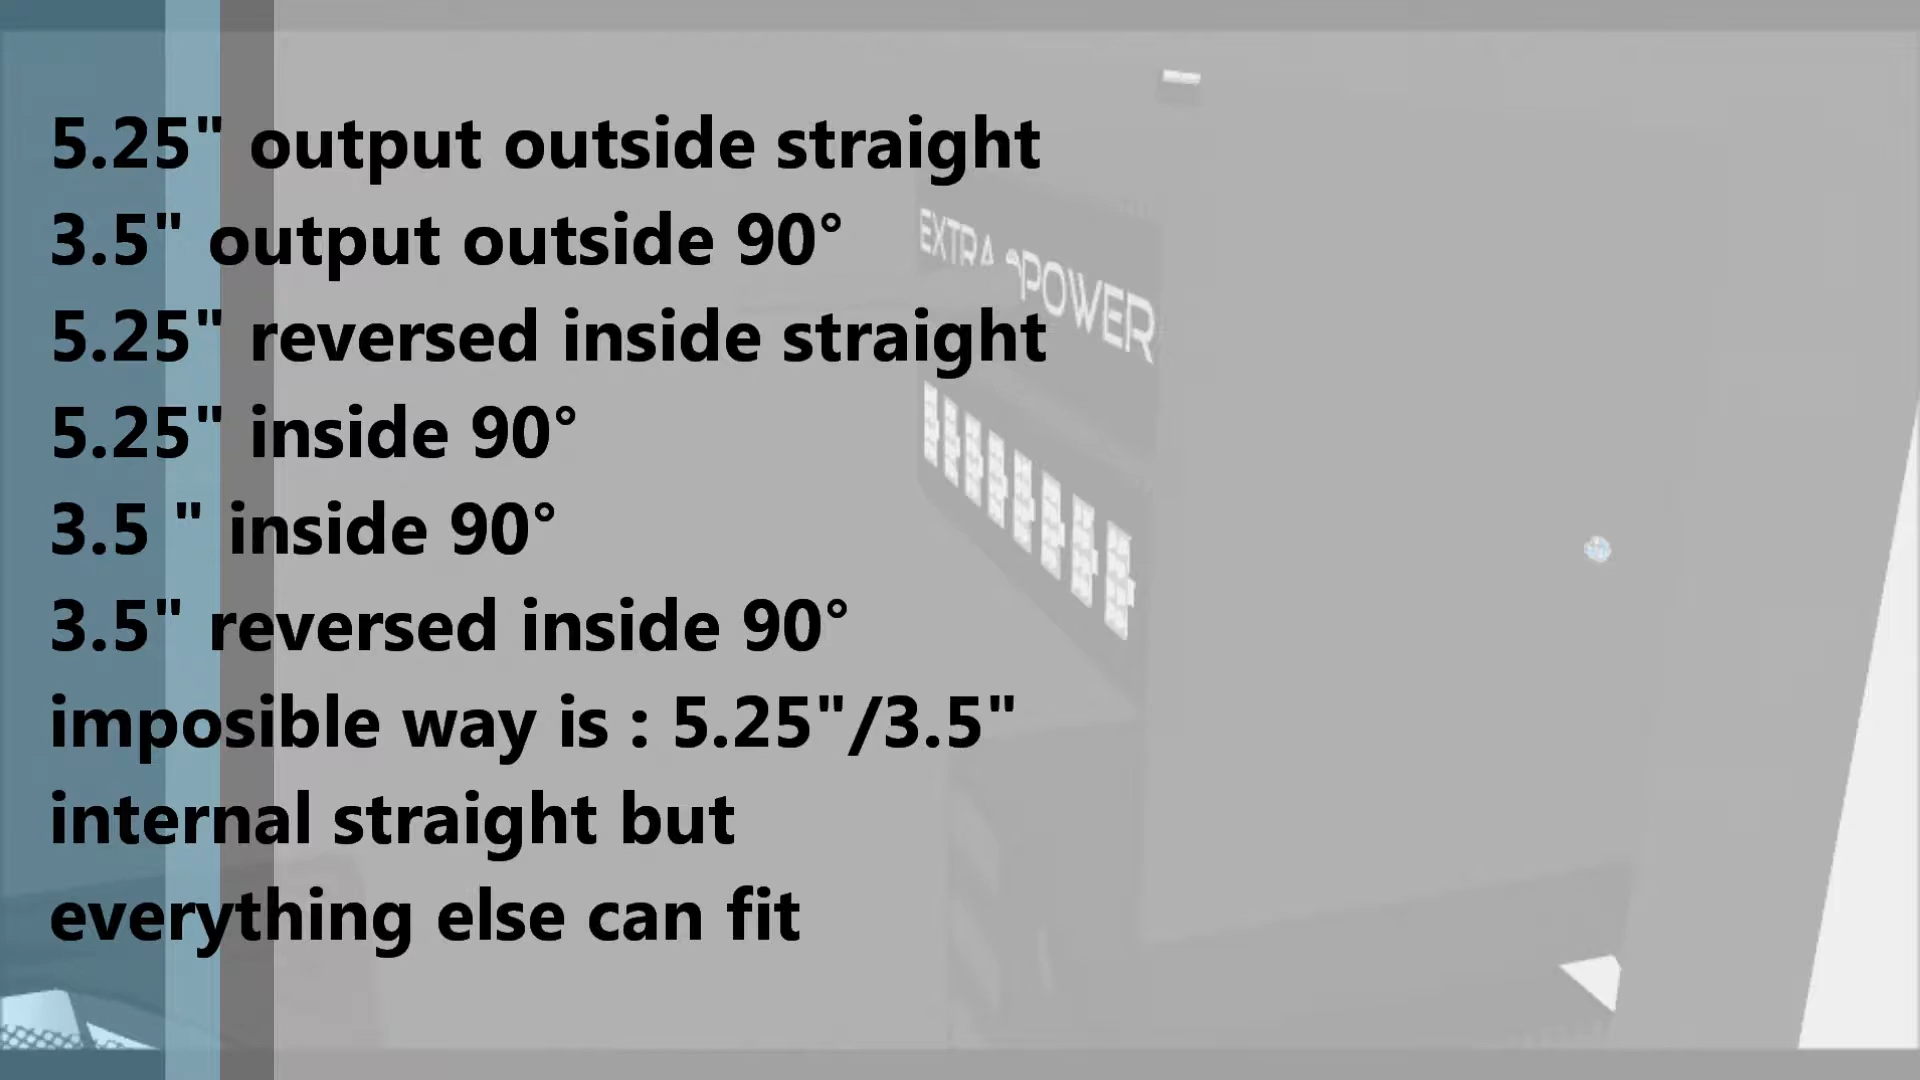 5.25" output outside straight
3.5" output outside 90°
5.25" reversed inside straight
5.25" inside 90°
3.5 " inside 90°
3.5" reversed inside 90°
imposible way is : 5.25"/3.5"
internal straight but
everything else can fit
EXTRA POWER